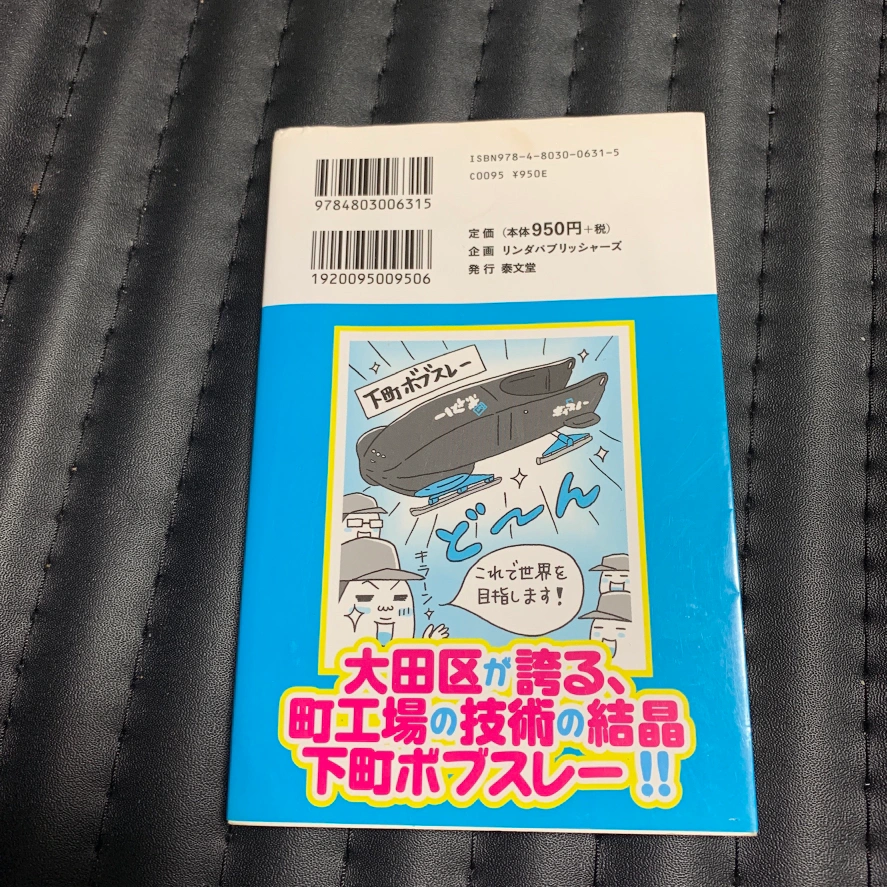 ISBN978-4-8030-0631-5
C0095 ¥950E
9784803006315
定価（本体950円+税）
企画 リンダパブリッシャーズ
発行 泰文堂
1920095009506
下町ボブスレー
ど〜ん
キラーン
これで世界を
目指します！
大田区が誇る、
町工場の技術の結晶
下町ボブスレー!!